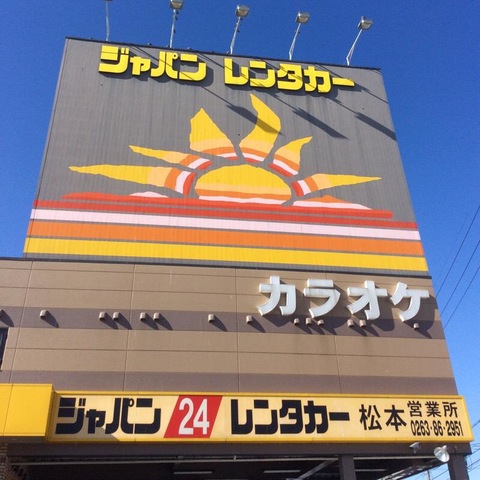 ジャパン レンタカー
カラオケ
ジャパン 24 レンタカー 松本 営業所
0263-86-2951